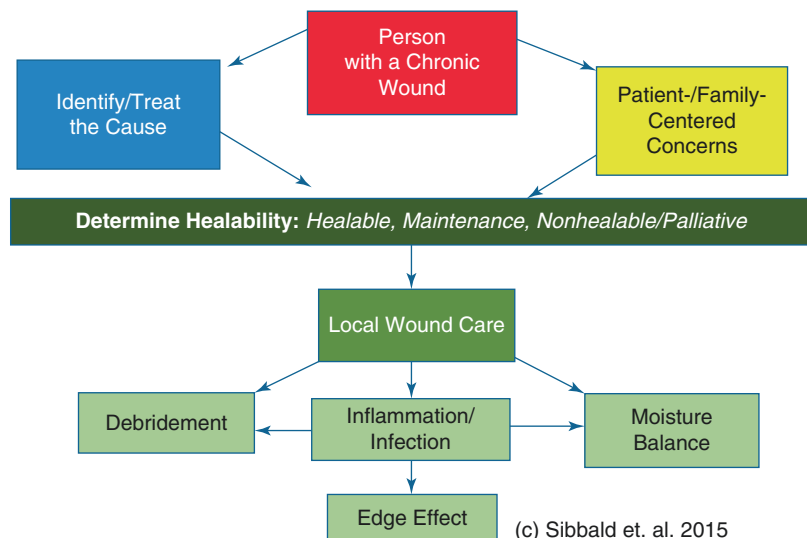 Person
with a Chronic
Wound
Identify/Treat
the Cause
Patient-/Family-
Centered
Concerns
Determine Healability: Healable, Maintenance, Nonhealable/Palliative
Local Wound Care
Debridement
Inflammation/
Infection
Moisture
Balance
Edge Effect
(c) Sibbald et. al. 2015